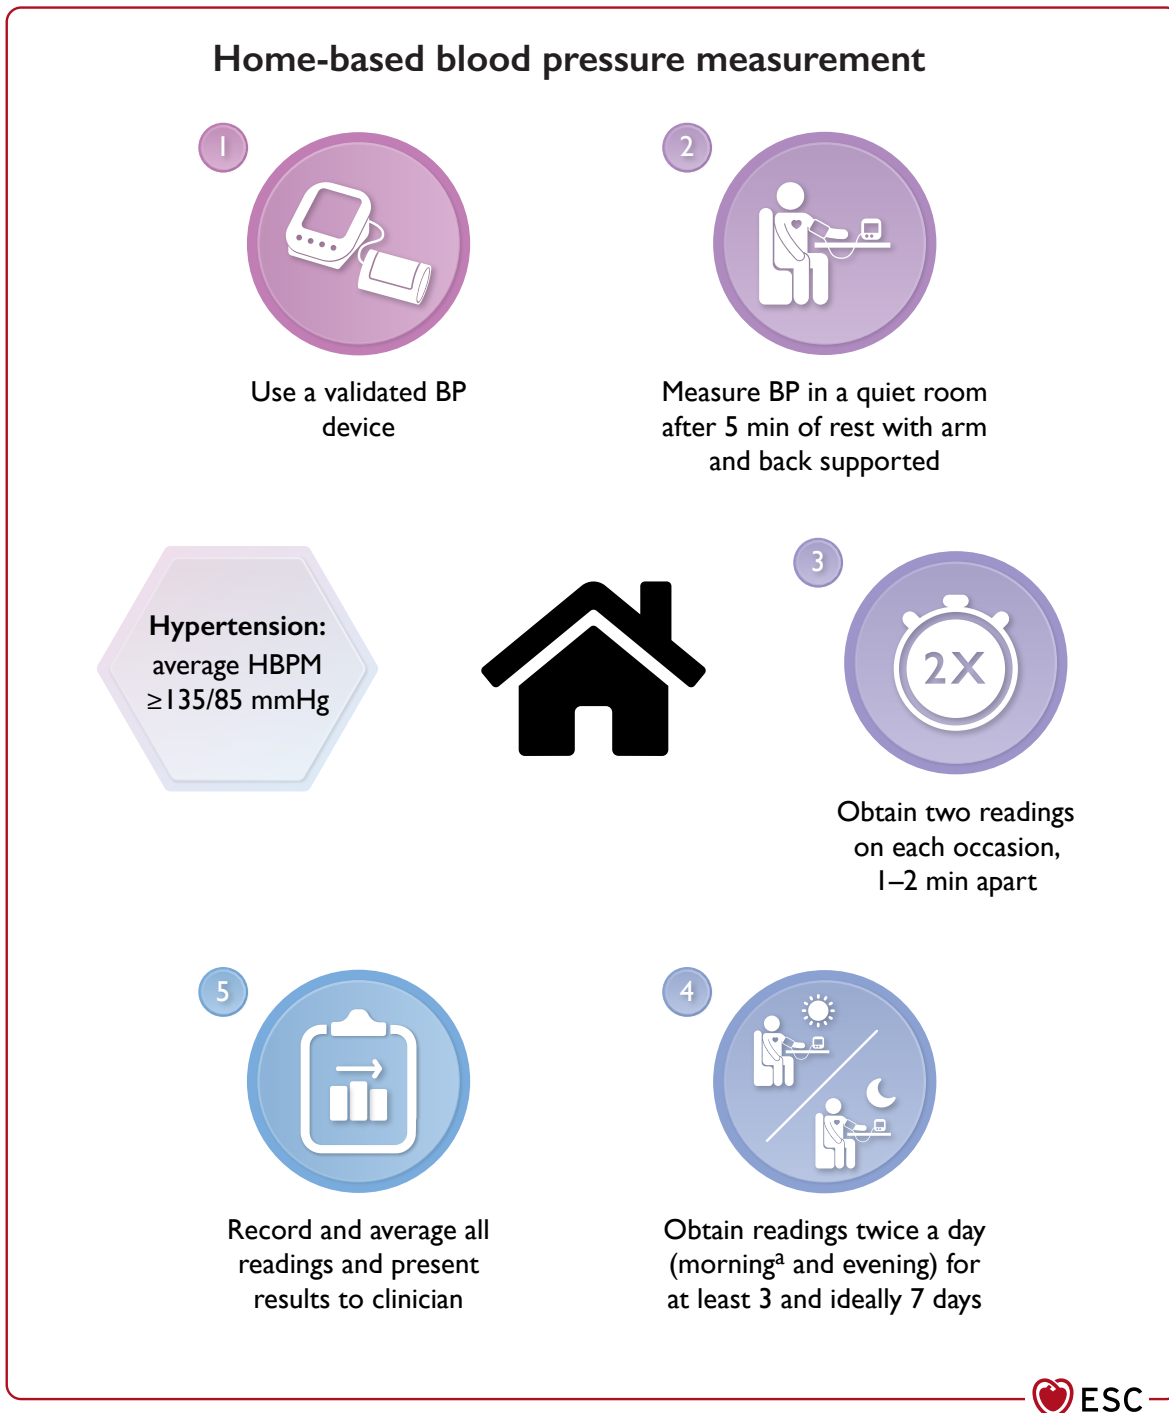 Home-based blood pressure measurement
1
Use a validated BP
device
2
Measure BP in a quiet room
after 5 min of rest with arm
and back supported
3
2X
Obtain two readings
on each occasion,
1–2 min apart
4
Obtain readings twice a day
(morningᵃ and evening) for
at least 3 and ideally 7 days
5
Record and average all
readings and present
results to clinician
Hypertension:
average HBPM
≥135/85 mmHg
ESC